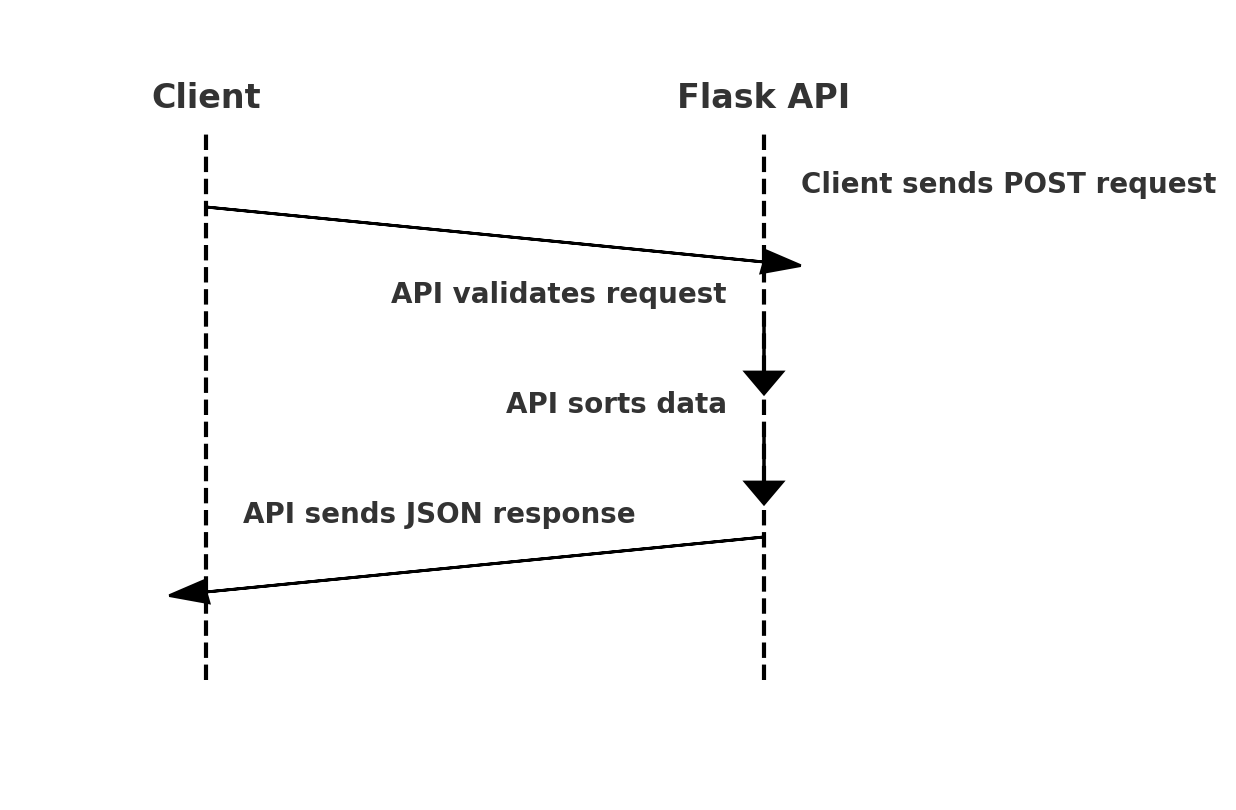 Client
Flask API
Client sends POST request
API validates request
API sorts data
API sends JSON response